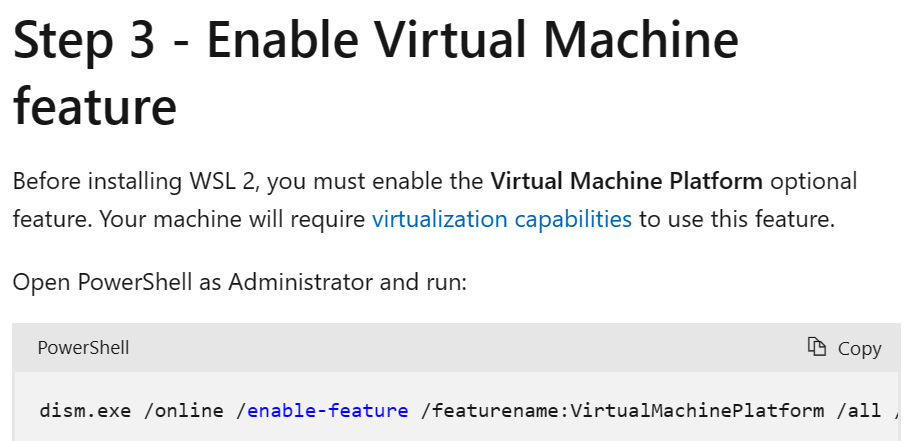 Step 3 - Enable Virtual Machine
feature
Before installing WSL 2, you must enable the Virtual Machine Platform optional
feature. Your machine will require virtualization capabilities to use this feature.
Open PowerShell as Administrator and run:
PowerShell
Copy
dism.exe /online /enable-feature /featurename:VirtualMachinePlatform /all /